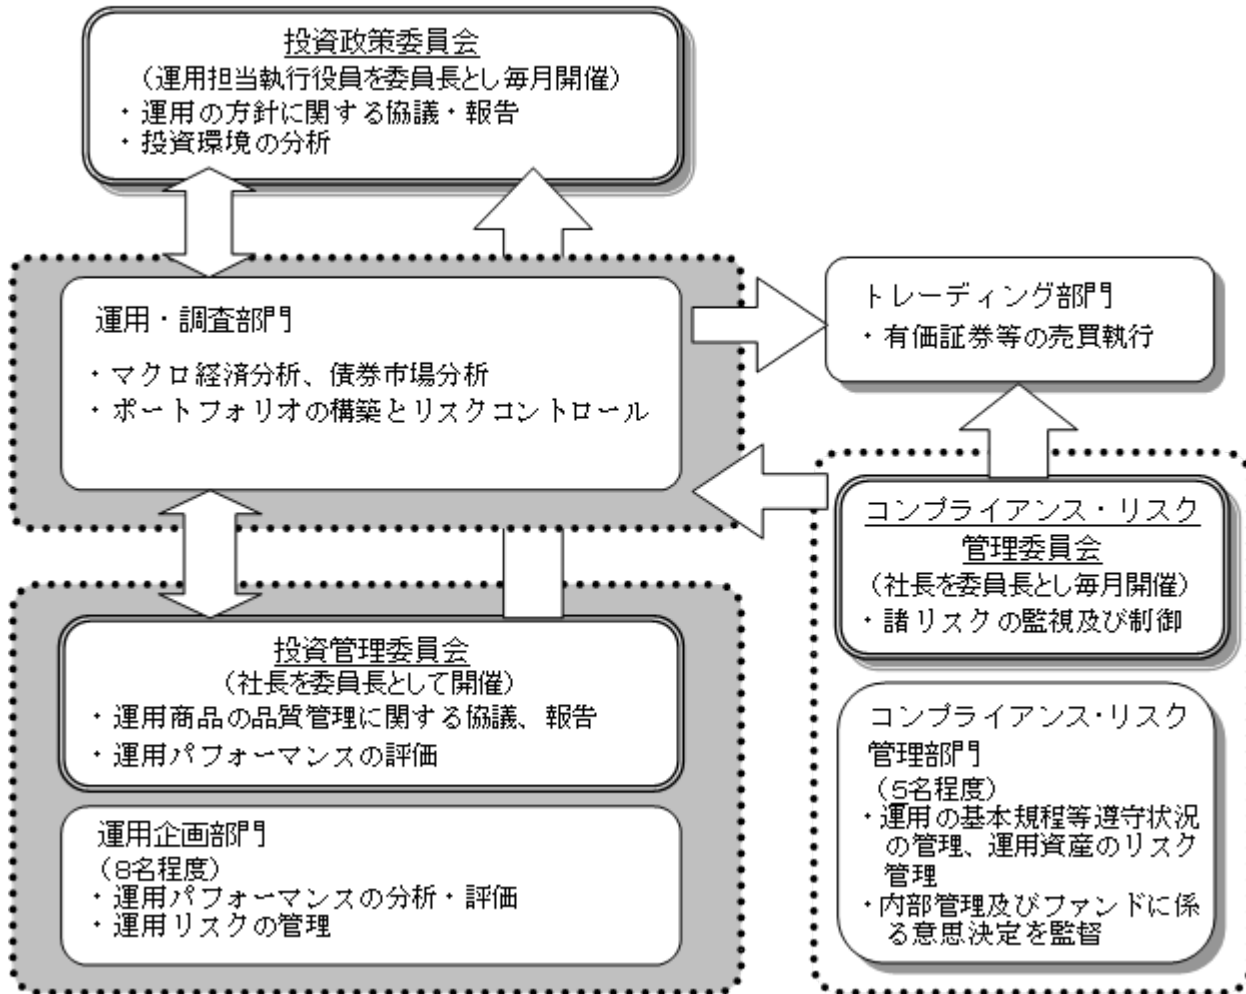 投資政策委員会
（運用担当執行役員を委員長とし毎月開催）
・運用の方針に関する協議・報告
・投資環境の分析
運用・調査部門
・マクロ経済分析、債券市場分析
・ポートフォリオの構築とリスクコントロール
トレーディング部門
・有価証券等の売買執行
コンプライアンス・リスク
管理委員会
（社長を委員長とし毎月開催）
・諸リスクの監視及び制御
投資管理委員会
（社長を委員長として開催）
・運用商品の品質管理に関する協議、報告
・運用パフォーマンスの評価
運用企画部門
（8名程度）
・運用パフォーマンスの分析・評価
・運用リスクの管理
コンプライアンス・リスク
管理部門
（5名程度）
・運用の基本規程等遵守状況
の管理、運用資産のリスク
管理
・内部管理及びファンドに係
る意思決定を監督